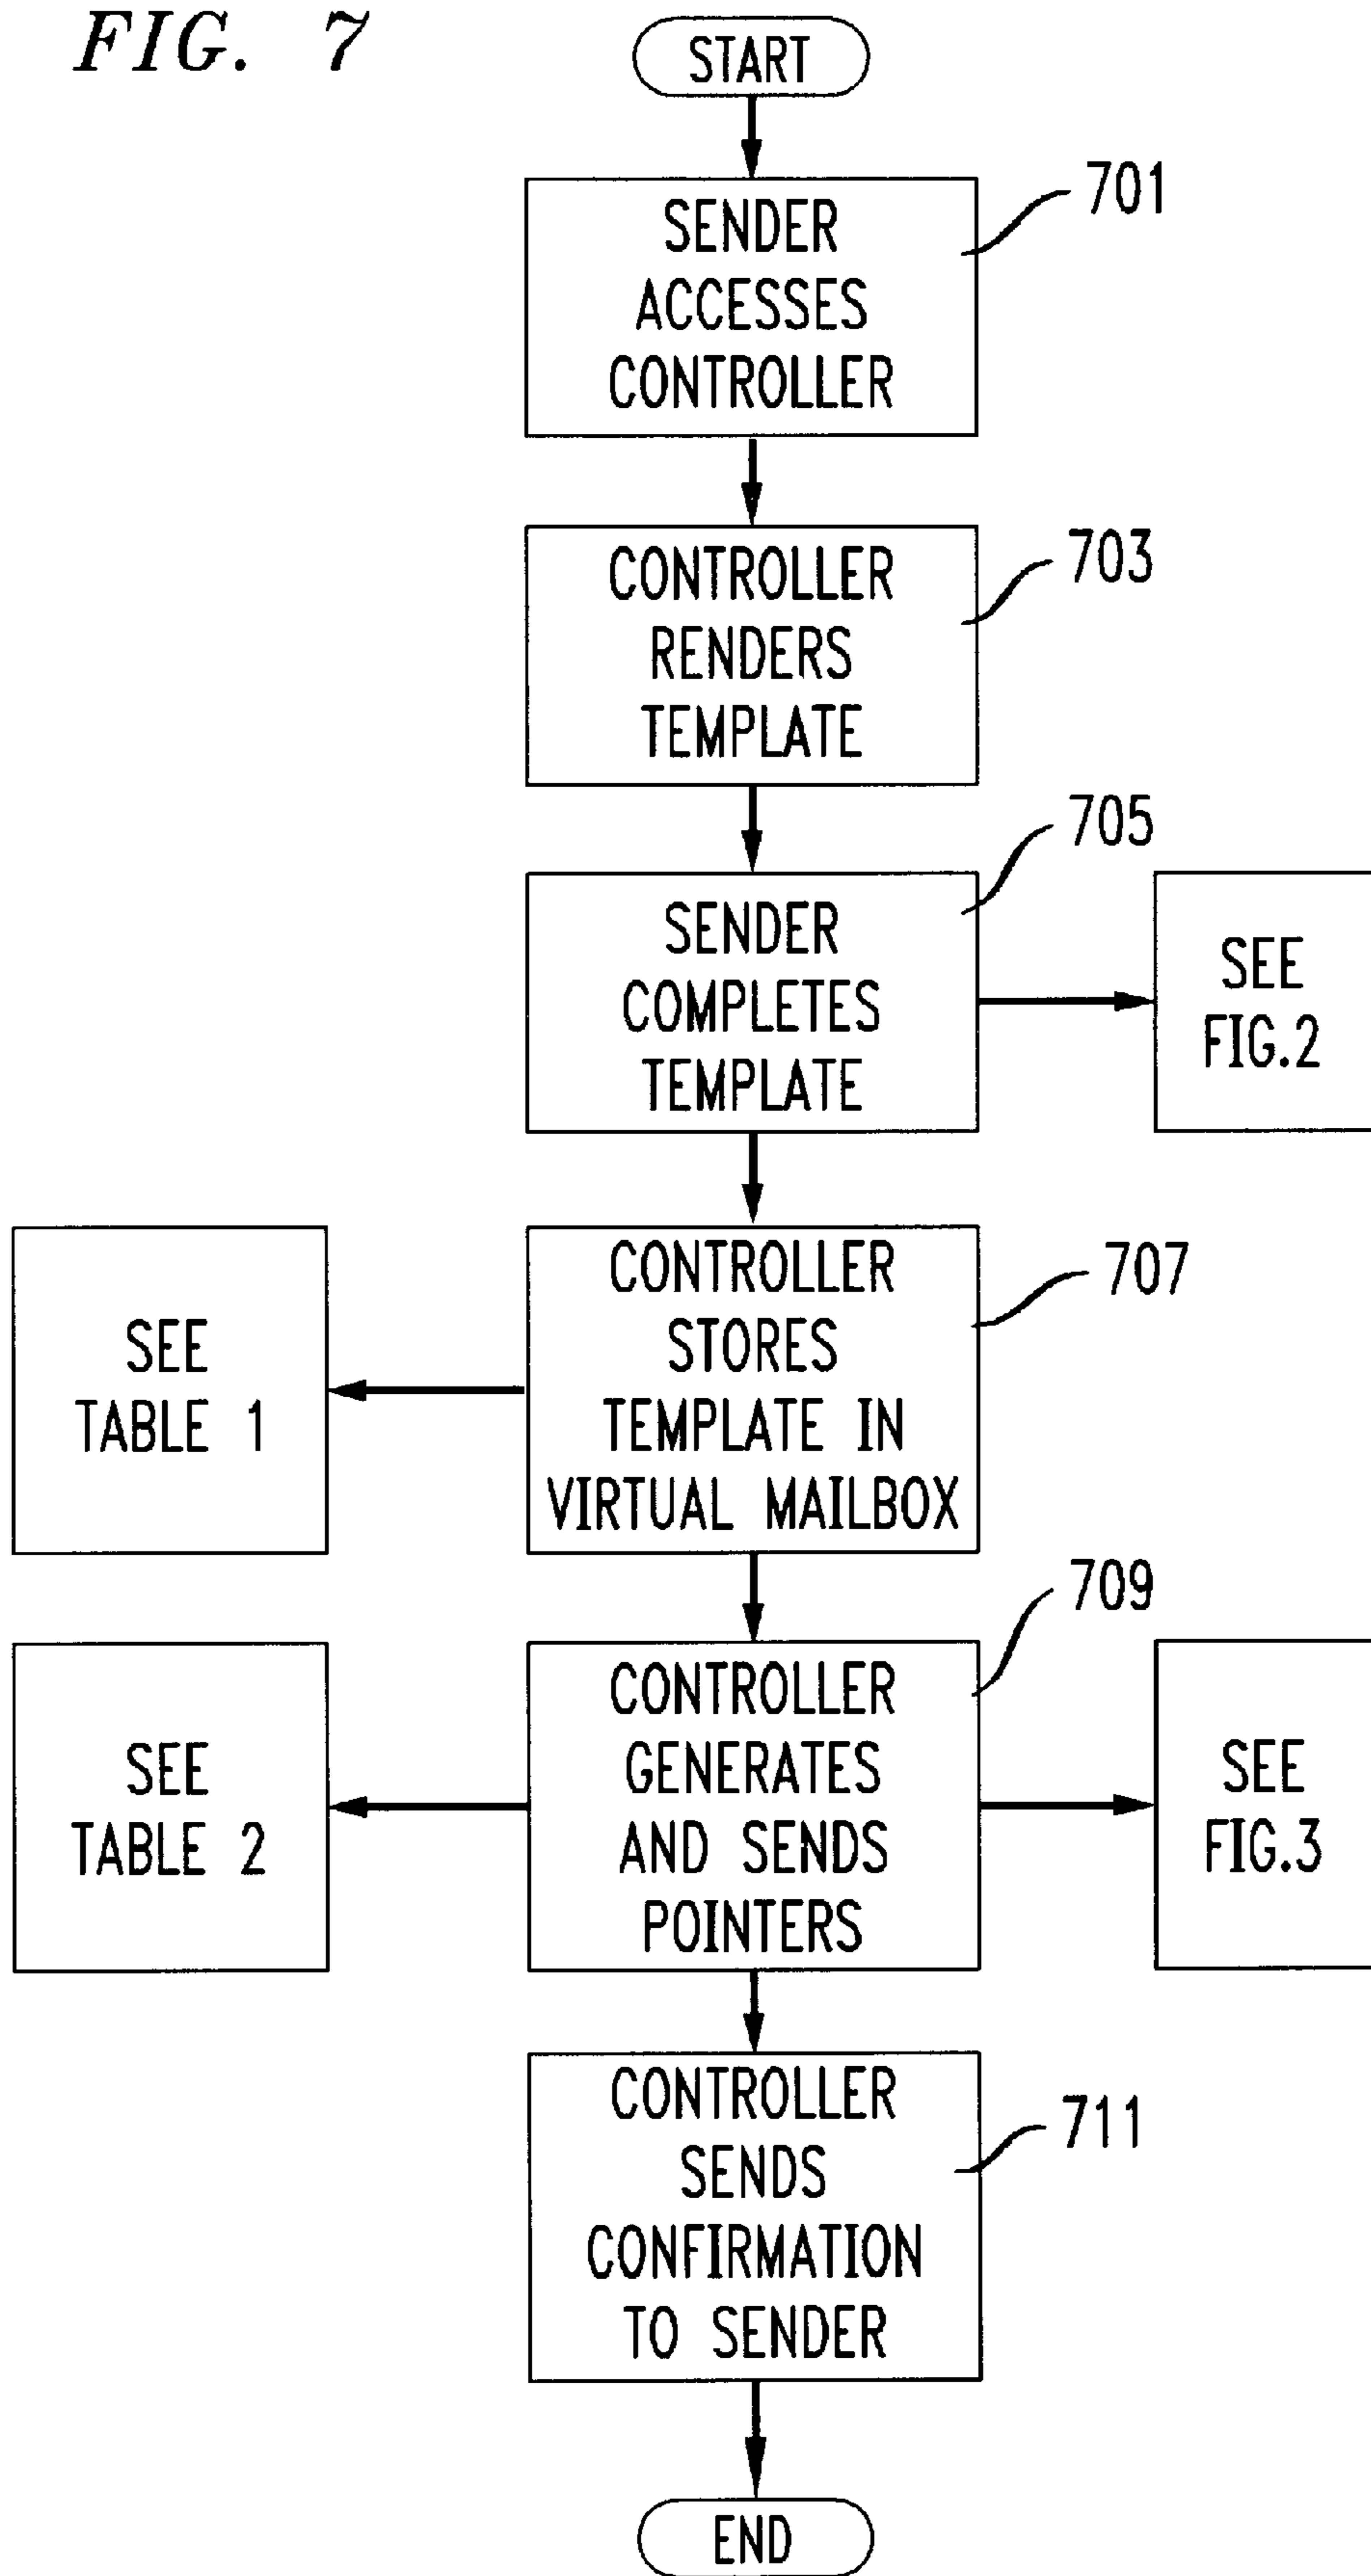 FIG. 7
START
701
SENDER
ACCESSES
CONTROLLER
703
CONTROLLER
RENDERS
TEMPLATE
705
SENDER
COMPLETES
TEMPLATE
SEE
FIG.2
707
CONTROLLER
STORES
TEMPLATE IN
VIRTUAL MAILBOX
SEE
TABLE 1
709
CONTROLLER
GENERATES
AND SENDS
POINTERS
SEE
TABLE 2
SEE
FIG.3
711
CONTROLLER
SENDS
CONFIRMATION
TO SENDER
END